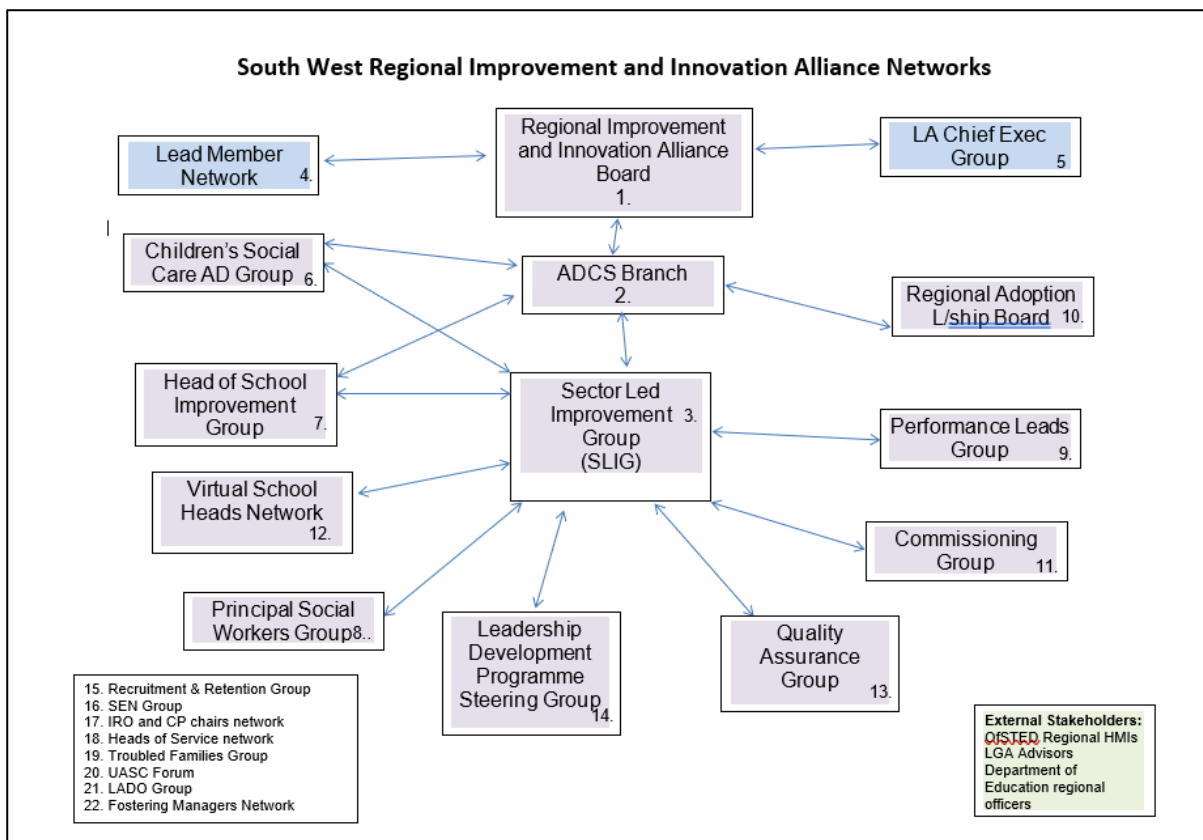 South West Regional Improvement and Innovation Alliance Networks
Regional Improvement
and Innovation Alliance
Board
1.
Lead Member
Network 4.
LA Chief Exec
Group 5
Children's Social
Care AD Group 6.
ADCS Branch
2.
Regional Adoption
L/ship Board 10.
Head of School
Improvement
Group 7.
Sector Led
Improvement 3.
Group
(SLIG)
Performance Leads
Group 9.
Virtual School
Heads Network
12.
Commissioning
Group 11.
Principal Social
Workers Group8..
Leadership
Development
Programme
Steering Group
14.
Quality
Assurance
Group
13.
15. Recruitment & Retention Group
16. SEN Group
17. IRO and CP chairs network
18. Heads of Service network
19. Troubled Families Group
20. UASC Forum
21. LADO Group
22. Fostering Managers Network
External Stakeholders:
OfSTED Regional HMIs
LGA Advisors
Department of
Education regional
officers